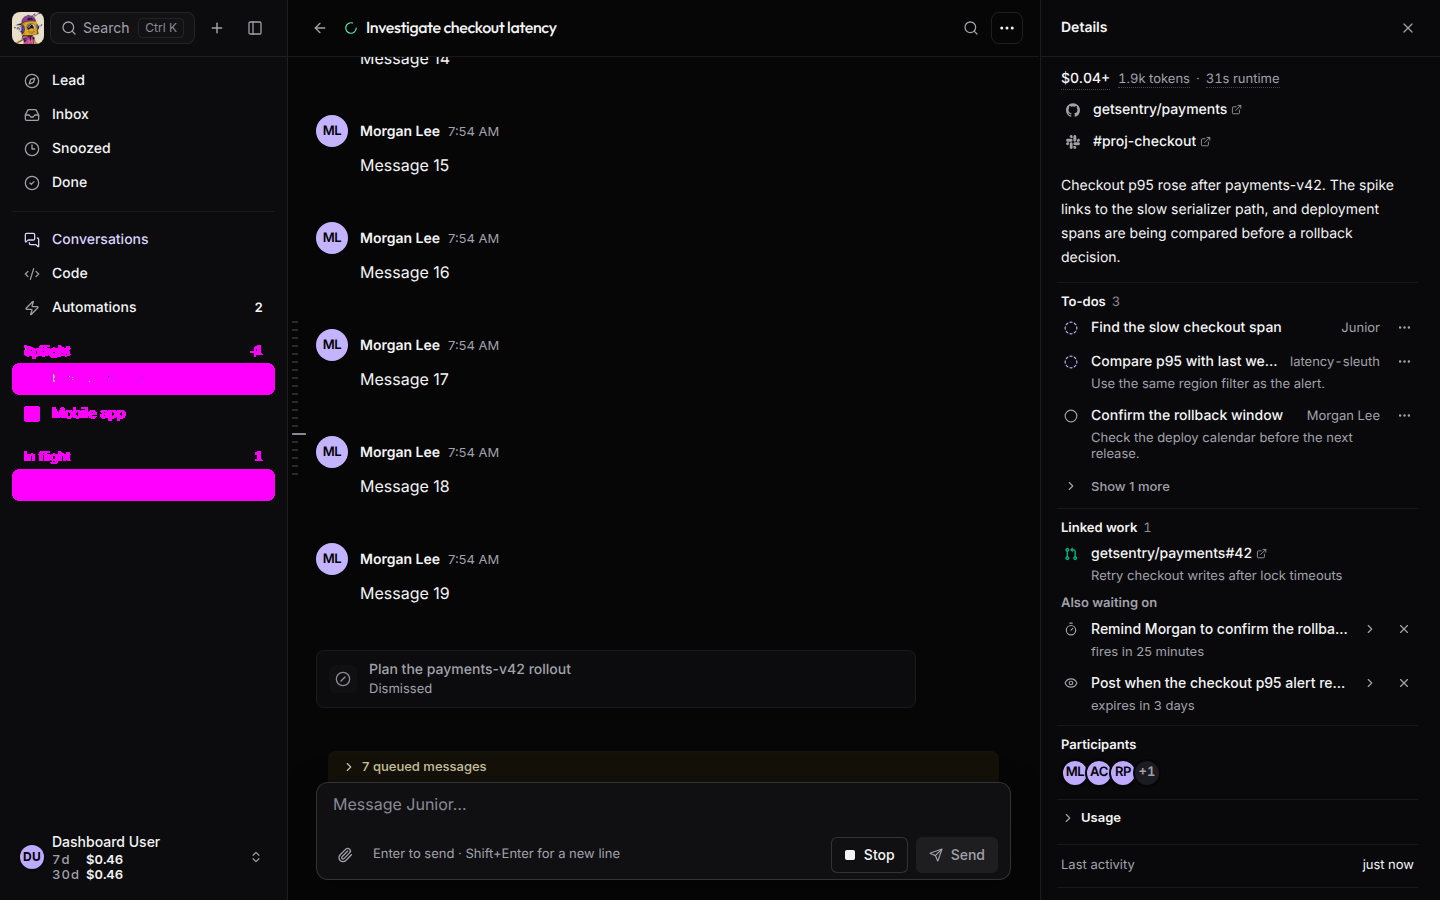 Search Ctrl K
Lead
Inbox
Snoozed
Done
Conversations
Code
Automations 2
Mobile app
In flight 1
DU
Dashboard User
7d $0.46
30d $0.46
Investigate checkout latency
Message 14
ML Morgan Lee 7:54 AM
Message 15
ML Morgan Lee 7:54 AM
Message 16
ML Morgan Lee 7:54 AM
Message 17
ML Morgan Lee 7:54 AM
Message 18
ML Morgan Lee 7:54 AM
Message 19
Plan the payments-v42 rollout
Dismissed
7 queued messages
Message Junior...
Enter to send · Shift+Enter for a new line
Stop
Send
Details
$0.04+ 1.9k tokens · 31s runtime
getsentry/payments
#proj-checkout
Checkout p95 rose after payments-v42. The spike
links to the slow serializer path, and deployment
spans are being compared before a rollback
decision.
To-dos 3
Find the slow checkout span Junior
Compare p95 with last we... latency-sleuth
Use the same region filter as the alert.
Confirm the rollback window Morgan Lee
Check the deploy calendar before the next
release.
Show 1 more
Linked work 1
getsentry/payments#42
Retry checkout writes after lock timeouts
Also waiting on
Remind Morgan to confirm the rollba...
fires in 25 minutes
Post when the checkout p95 alert re...
expires in 3 days
Participants
ML AC RP +1
Usage
Last activity just now